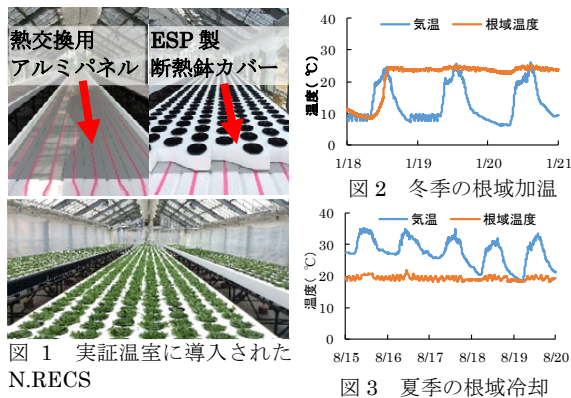 熱交換用
アルミパネル
ESP 製
断熱鉢カバー
図 1 実証温室に導入された
N.RECS
気温 根域温度
温度(℃)
40
30
20
10
0
1/18 1/19 1/20 1/21
図 2 冬季の根域加温
気温 根域温度
温度(℃)
40
30
20
10
0
8/15 8/16 8/17 8/18 8/19 8/20
図 3 夏季の根域冷却